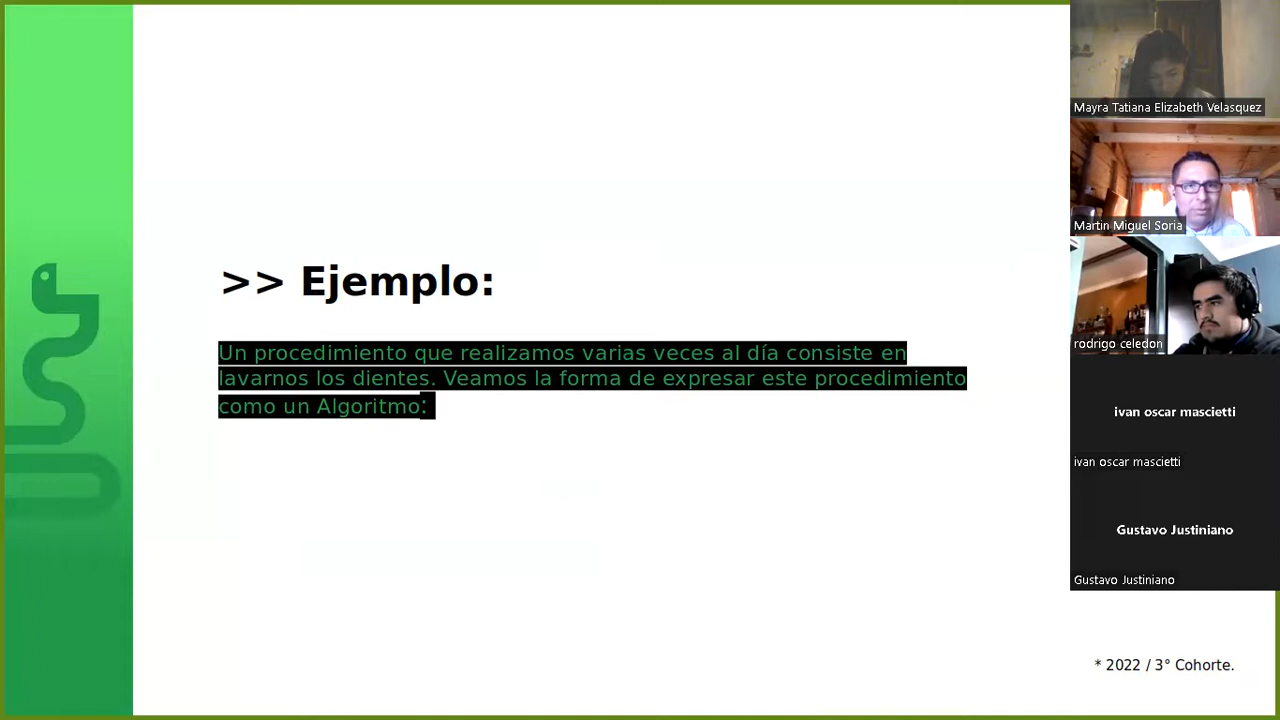 >> Ejemplo:
Un procedimiento que realizamos varias veces al día consiste en
lavarnos los dientes. Veamos la forma de expresar este procedimiento
como un Algoritmo:
* 2022 / 3° Cohorte.
Mayra Tatiana Elizabeth Velasquez
Martin Miguel Soria
rodrigo celedon
ivan oscar mascietti
ivan oscar mascietti
Gustavo Justiniano
Gustavo Justiniano